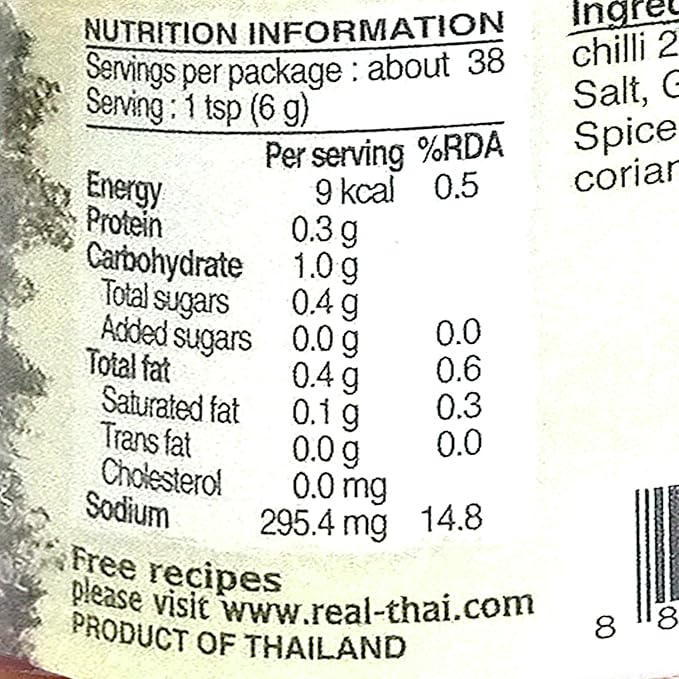 NUTRITION INFORMATION
Servings per package : about 38
Serving : 1 tsp (6 g)
Per serving %RDA
Energy 9 kcal 0.5
Protein 0.3 g
Carbohydrate 1.0 g
Total sugars 0.4 g
Added sugars 0.0 g 0.0
Total fat 0.4 g 0.6
Saturated fat 0.1 g 0.3
Trans fat 0.0 g 0.0
Cholesterol 0.0 mg
Sodium 295.4 mg 14.8
Free recipes
please visit www.real-thai.com
PRODUCT OF THAILAND
chilli 2
Salt,
Spice
8 8